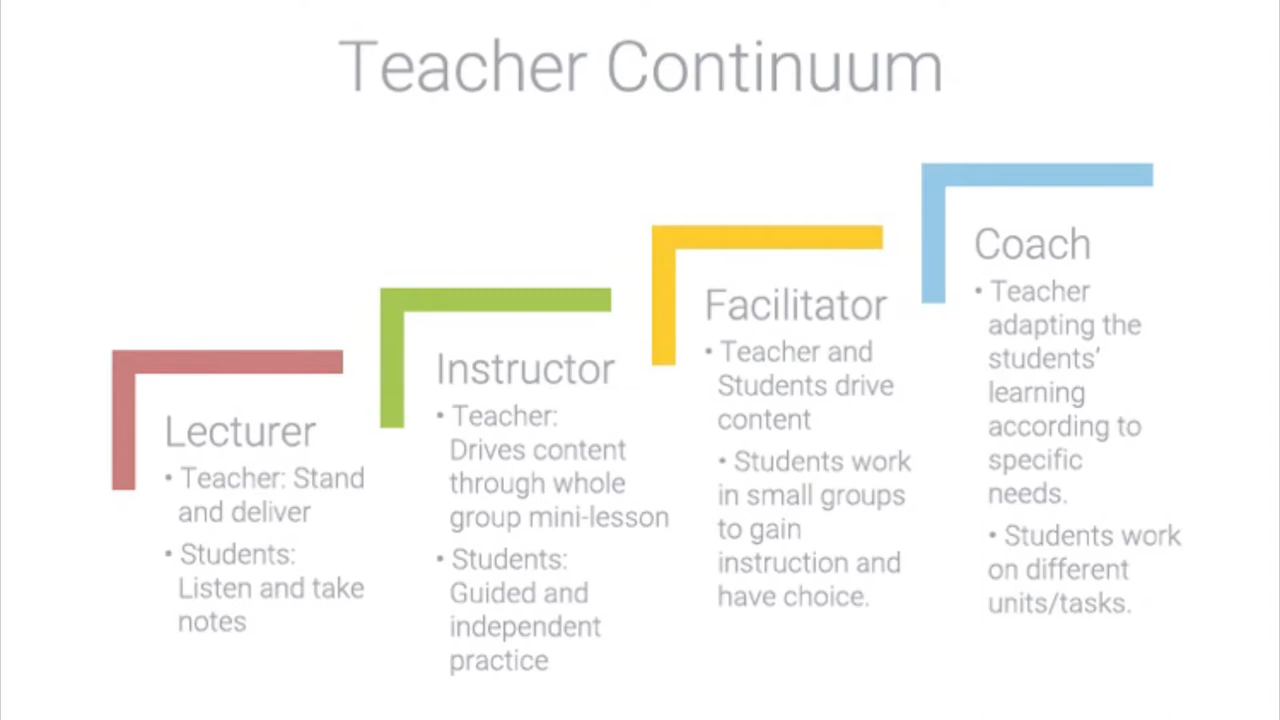 Teacher Continuum
Lecturer
• Teacher: Stand
and deliver
• Students:
Listen and take
notes
Instructor
• Teacher:
Drives content
through whole
group mini-lesson
• Students:
Guided and
independent
practice
Facilitator
• Teacher and
Students drive
content
• Students work
in small groups
to gain
instruction and
have choice.
Coach
• Teacher
adapting the
students’
learning
according to
specific
needs.
• Students work
on different
units/tasks.